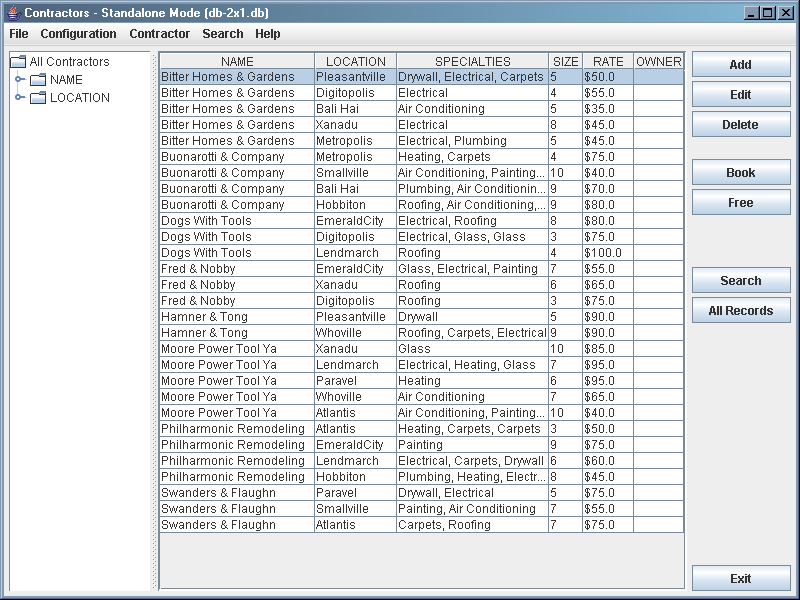 Contractors - Standalone Mode (db-2x1.db)
File Configuration Contractor Search Help
All Contractors
NAME
LOCATION
NAME LOCATION SPECIALTIES SIZE RATE OWNER
Bitter Homes & Gardens Pleasantville Drywall, Electrical, Carpets 5 $50.0
Bitter Homes & Gardens Digitopolis Electrical 4 $55.0
Bitter Homes & Gardens Bali Hai Air Conditioning 5 $35.0
Bitter Homes & Gardens Xanadu Electrical 8 $45.0
Bitter Homes & Gardens Metropolis Electrical, Plumbing 5 $45.0
Buonarotti & Company Metropolis Heating, Carpets 4 $75.0
Buonarotti & Company Smallville Air Conditioning, Painting... 10 $40.0
Buonarotti & Company Bali Hai Plumbing, Air Conditionin... 9 $70.0
Buonarotti & Company Hobbiton Roofing, Air Conditioning,... 9 $80.0
Dogs With Tools EmeraldCity Electrical, Roofing 8 $80.0
Dogs With Tools Digitopolis Electrical, Glass, Glass 3 $75.0
Dogs With Tools Lendmarch Roofing 4 $100.0
Fred & Nobby EmeraldCity Glass, Electrical, Painting 7 $55.0
Fred & Nobby Xanadu Roofing 6 $65.0
Fred & Nobby Digitopolis Roofing 3 $75.0
Hamner & Tong Pleasantville Drywall 5 $90.0
Hamner & Tong Whoville Roofing, Carpets, Electrical 9 $90.0
Moore Power Tool Ya Xanadu Glass 10 $85.0
Moore Power Tool Ya Lendmarch Electrical, Heating, Glass 7 $95.0
Moore Power Tool Ya Paravel Heating 6 $95.0
Moore Power Tool Ya Whoville Air Conditioning 7 $65.0
Moore Power Tool Ya Atlantis Air Conditioning, Painting... 10 $40.0
Philharmonic Remodeling Atlantis Heating, Carpets, Carpets 3 $50.0
Philharmonic Remodeling EmeraldCity Painting 9 $75.0
Philharmonic Remodeling Lendmarch Electrical, Carpets, Drywall 6 $60.0
Philharmonic Remodeling Hobbiton Plumbing, Heating, Electr... 8 $45.0
Swanders & Flaughn Paravel Drywall, Electrical 5 $75.0
Swanders & Flaughn Smallville Painting, Air Conditioning 7 $55.0
Swanders & Flaughn Atlantis Carpets, Roofing 7 $75.0
Add
Edit
Delete
Book
Free
Search
All Records
Exit